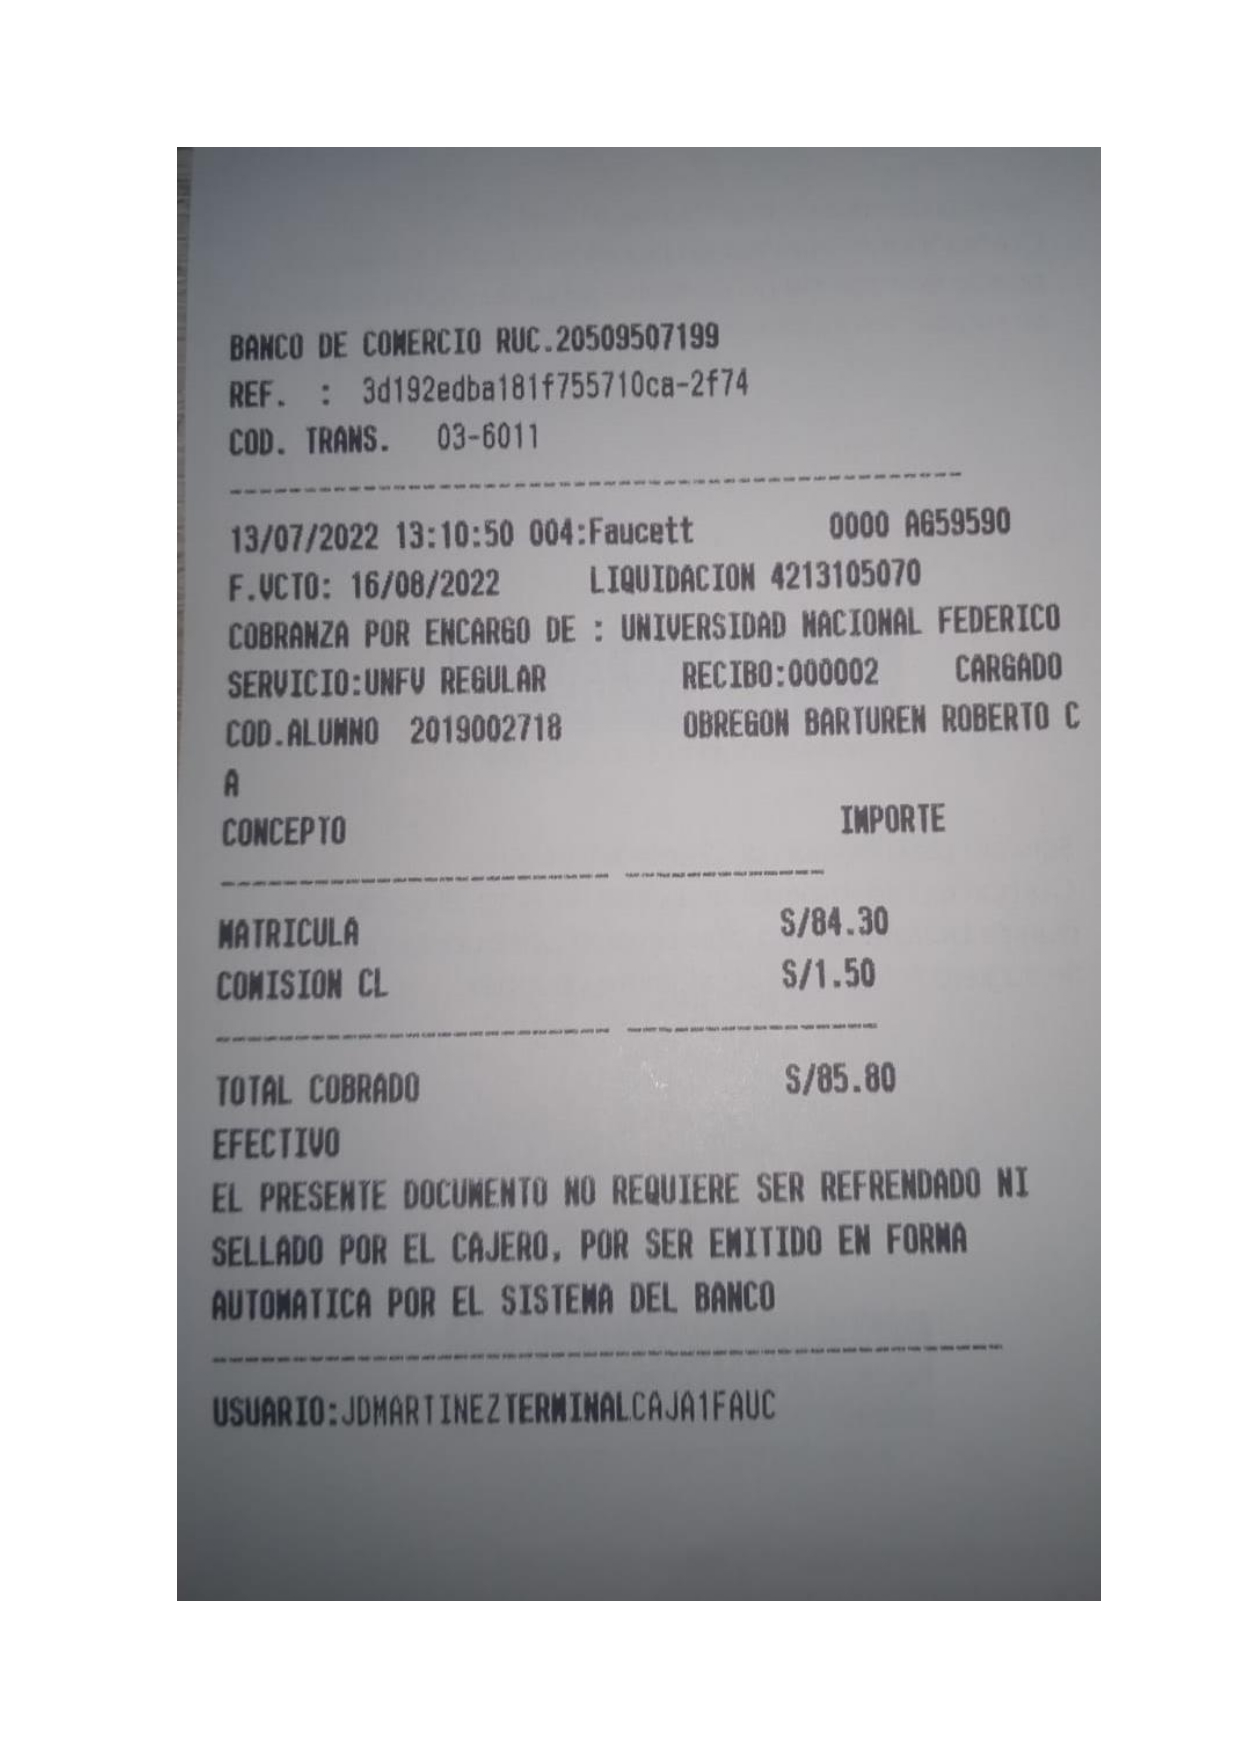 BANCO DE COMERCIO RUC.20509507199
REF. : 3d192edba181f755710ca-2f74
COD. TRANS. 03-6011
13/07/2022 13:10:50 004:Faucett 0000 AG59590
F.VCTO: 16/08/2022 LIQUIDACION 4213105070
COBRANZA POR ENCARGO DE : UNIVERSIDAD NACIONAL FEDERICO
SERVICIO:UNFV REGULAR RECIBO:000002 CARGADO
COD.ALUMNO 2019002718 OBREGON BARTUREN ROBERTO C
A
CONCEPTO IMPORTE
MATRICULA S/84.30
COMISION CL S/1.50
TOTAL COBRADO S/85.80
EFECTIVO
EL PRESENTE DOCUMENTO NO REQUIERE SER REFRENDADO NI
SELLADO POR EL CAJERO, POR SER EMITIDO EN FORMA
AUTOMATICA POR EL SISTEMA DEL BANCO
USUARIO:JDMARTINEZTERMINALCAJA1FAUC